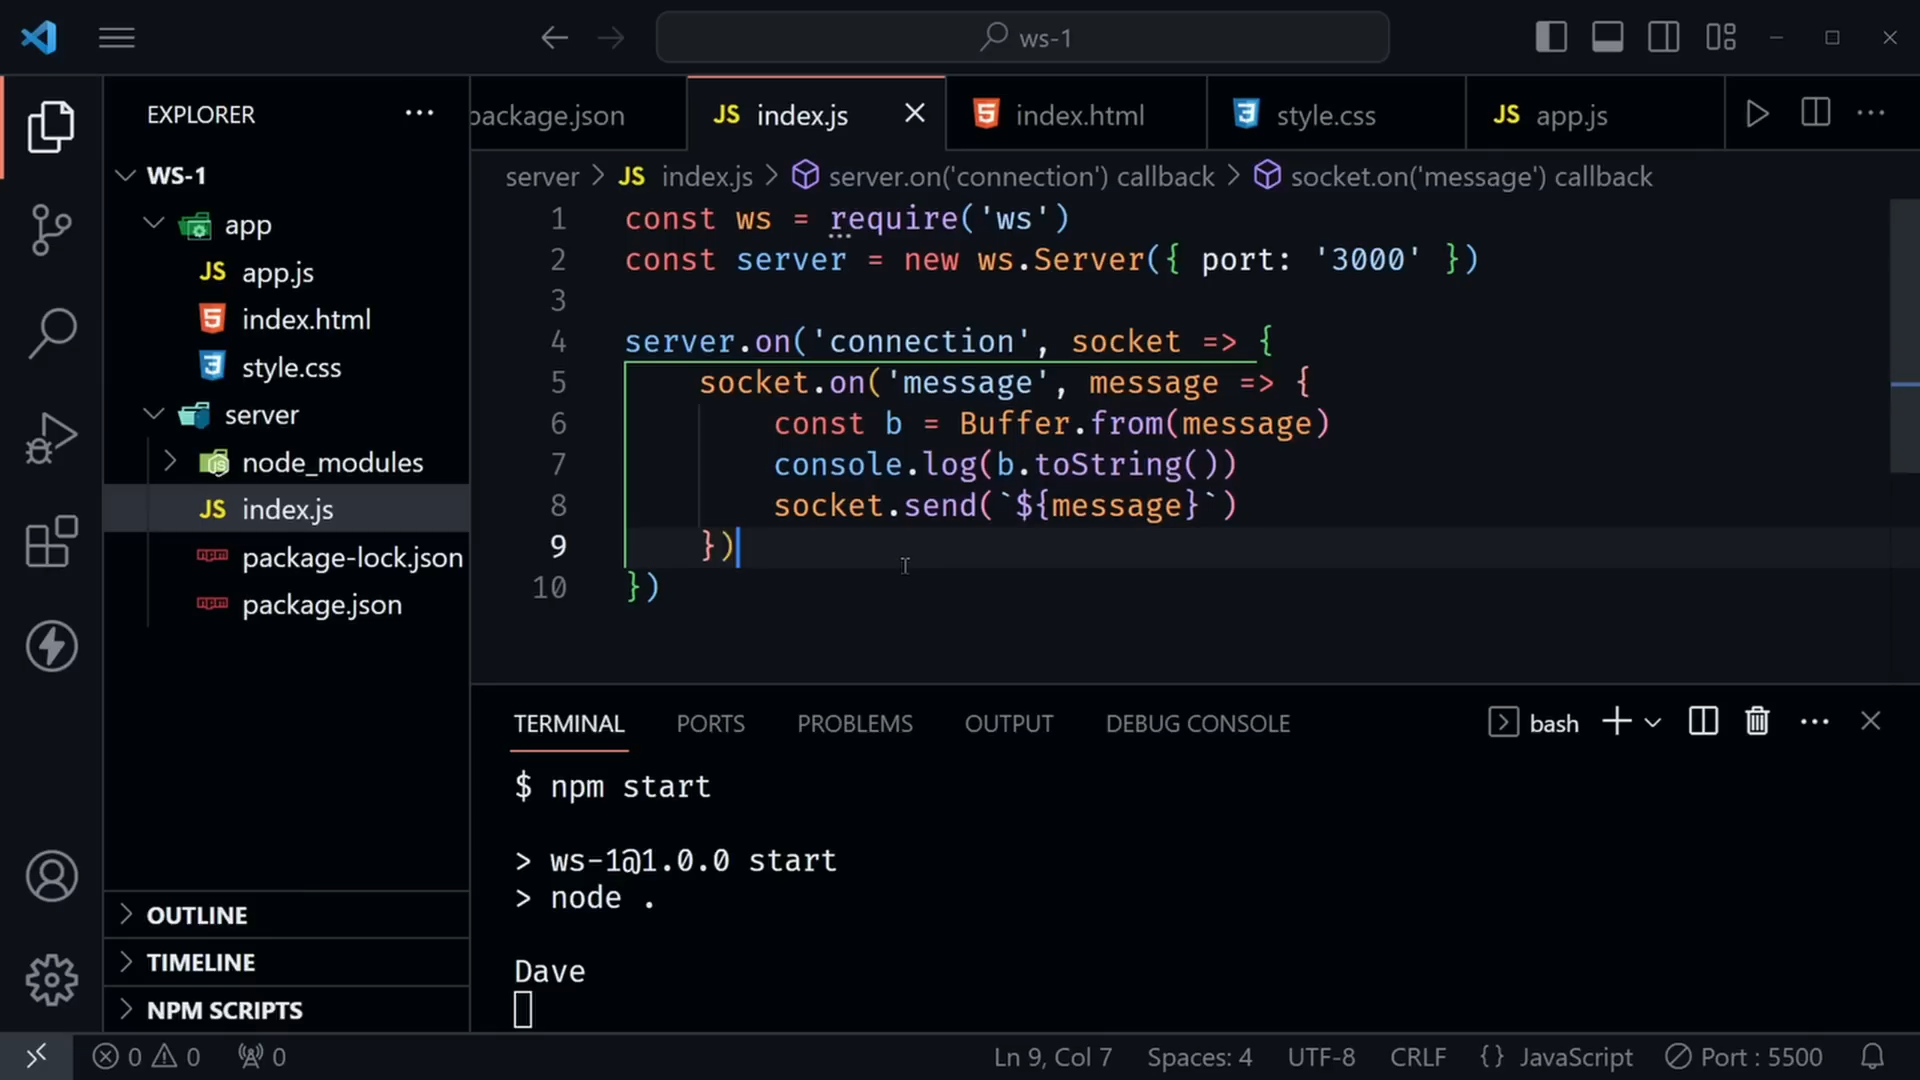 ws-1
EXPLORER ...
WS-1
app
JS app.js
index.html
style.css
server
node_modules
JS index.js
package-lock.json
package.json
OUTLINE
TIMELINE
NPM SCRIPTS
package.json
JS index.js
index.html
style.css
JS app.js
server > JS index.js > server.on('connection') callback > socket.on('message') callback
1 const ws = require('ws')
2 const server = new ws.Server({ port: '3000' })
3
4 server.on('connection', socket => {
5 socket.on('message', message => {
6 const b = Buffer.from(message)
7 console.log(b.toString())
8 socket.send(`${message}`)
9 })
10 })
TERMINAL PORTS PROBLEMS OUTPUT DEBUG CONSOLE bash
$ npm start
> ws-1@1.0.0 start
> node .
Dave
0 0 0 Ln 9, Col 7 Spaces: 4 UTF-8 CRLF {} JavaScript Port : 5500